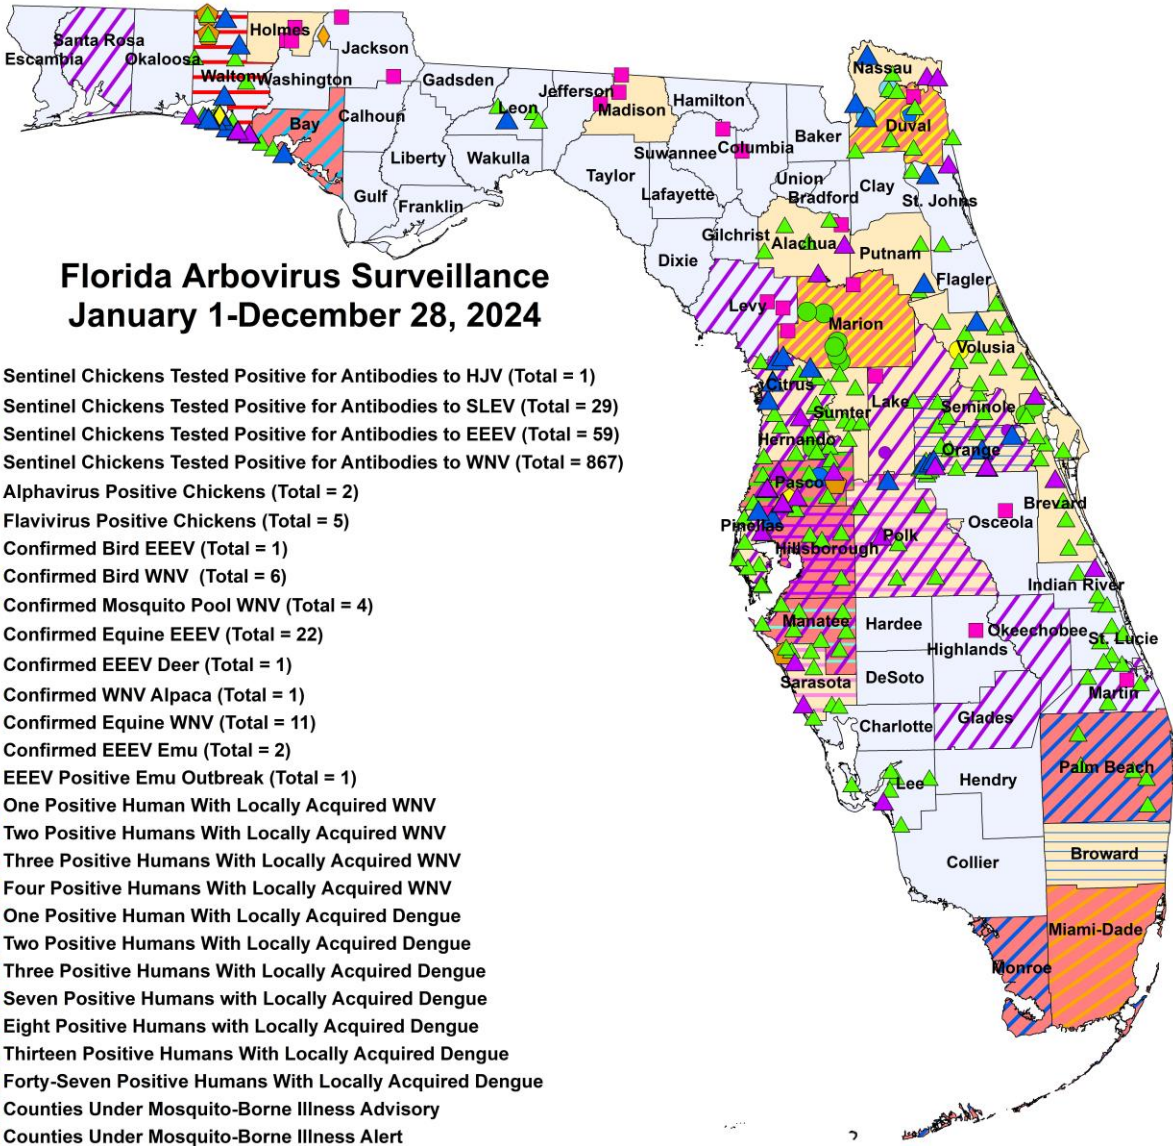 Santa Rosa
Holmes
Escambia
Okaloosa
Jackson
Walton
Washington
Gadsden
Nassau
Leon
Jefferson
Madison
Hamilton
Bay
Calhoun
Duval
Baker
Suwannee
Columbia
Liberty
Wakulla
Taylor
Union
Clay
Lafayette
Bradford
St. Johns
Gulf
Franklin
Gilchrist
Alachua
Putnam
Dixie
Flagler
Florida Arbovirus Surveillance
January 1-December 28, 2024
Levy
Marion
Volusia
Citrus
Lake
Sumter
Seminole
Hernando
Orange
Pasco
Brevard
Osceola
Pinellas
Polk
Hillsborough
Indian River
Manatee
Hardee
Okeechobee
St. Lucie
Highlands
DeSoto
Sarasota
Martin
Charlotte
Glades
Palm Beach
Lee
Hendry
Broward
Collier
Miami-Dade
Monroe
Sentinel Chickens Tested Positive for Antibodies to HJV (Total = 1)
Sentinel Chickens Tested Positive for Antibodies to SLEV (Total = 29)
Sentinel Chickens Tested Positive for Antibodies to EEEV (Total = 59)
Sentinel Chickens Tested Positive for Antibodies to WNV (Total = 867)
Alphavirus Positive Chickens (Total = 2)
Flavivirus Positive Chickens (Total = 5)
Confirmed Bird EEEV (Total = 1)
Confirmed Bird WNV (Total = 6)
Confirmed Mosquito Pool WNV (Total = 4)
Confirmed Equine EEEV (Total = 22)
Confirmed EEEV Deer (Total = 1)
Confirmed WNV Alpaca (Total = 1)
Confirmed Equine WNV (Total = 11)
Confirmed EEEV Emu (Total = 2)
EEEV Positive Emu Outbreak (Total = 1)
One Positive Human With Locally Acquired WNV
Two Positive Humans With Locally Acquired WNV
Three Positive Humans With Locally Acquired WNV
Four Positive Humans With Locally Acquired WNV
One Positive Human With Locally Acquired Dengue
Two Positive Humans With Locally Acquired Dengue
Three Positive Humans With Locally Acquired Dengue
Seven Positive Humans with Locally Acquired Dengue
Eight Positive Humans with Locally Acquired Dengue
Thirteen Positive Humans With Locally Acquired Dengue
Forty-Seven Positive Humans With Locally Acquired Dengue
Counties Under Mosquito-Borne Illness Advisory
Counties Under Mosquito-Borne Illness Alert